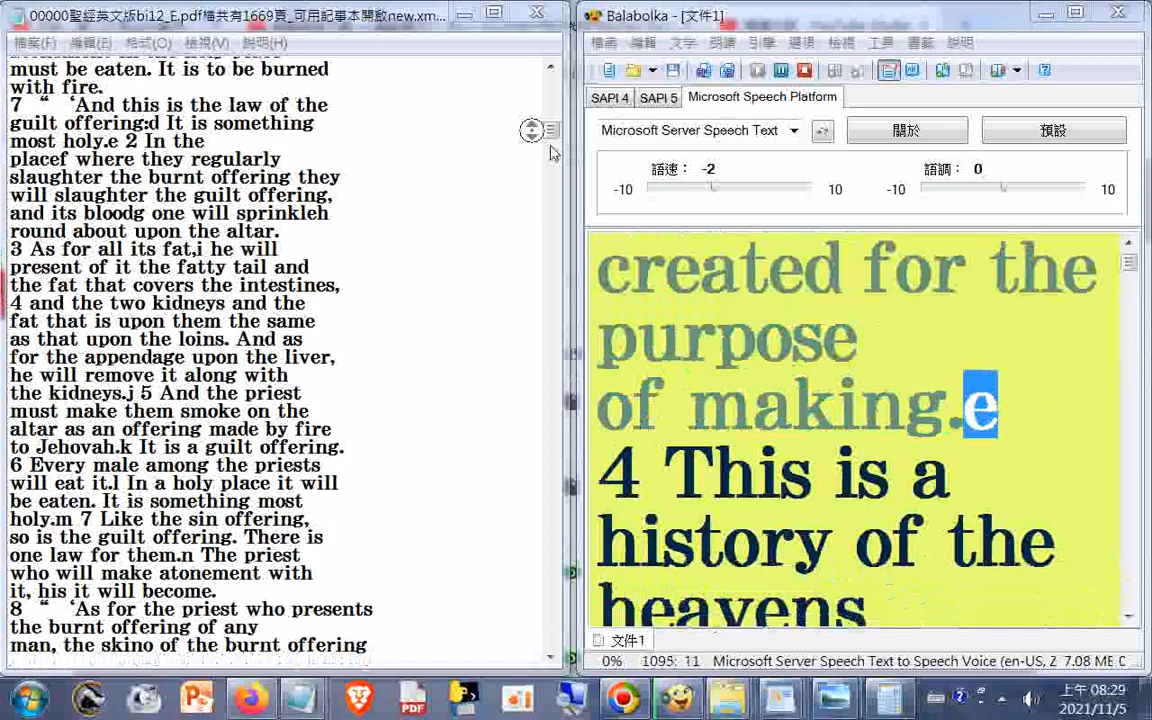 00000聖經英文版bi12_E.pdf檔共有1669頁_可用記事本開啟new.xm...
檔案(F) 編輯(E) 格式(O) 檢視(V) 說明(H)
must be eaten. It is to be burned
with fire.
7 “ ‘And this is the law of the
guilt offering:d It is something
most holy.e 2 In the
placef where they regularly
slaughter the burnt offering they
will slaughter the guilt offering,
and its bloodg one will sprinkleh
round about upon the altar.
3 As for all its fat,i he will
present of it the fatty tail and
the fat that covers the intestines,
4 and the two kidneys and the
fat that is upon them the same
as that upon the loins. And as
for the appendage upon the liver,
he will remove it along with
the kidneys.j 5 And the priest
must make them smoke on the
altar as an offering made by fire
to Jehovah.k It is a guilt offering.
6 Every male among the priests
will eat it.l In a holy place it will
be eaten. It is something most
holy.m 7 Like the sin offering,
so is the guilt offering. There is
one law for them.n The priest
who will make atonement with
it, his it will become.
8 “ ‘As for the priest who presents
the burnt offering of any
man, the skino of the burnt offering
Balabolka - [文件1]
檔案 編輯 文字 朗讀 引擎 選項 檢視 工具 書籤 說明
SAPI 4 SAPI 5 Microsoft Speech Platform
Microsoft Server Speech Text 關於 預設
語速： -2 語調： 0
-10 10 -10 10
created for the
purpose
of making.e
4 This is a
history of the
heavens
文件1
0% 1095: 11 Microsoft Server Speech Text to Speech Voice (en-US, Z 7.08 ME
PDF
上午 08:29
2021/11/5